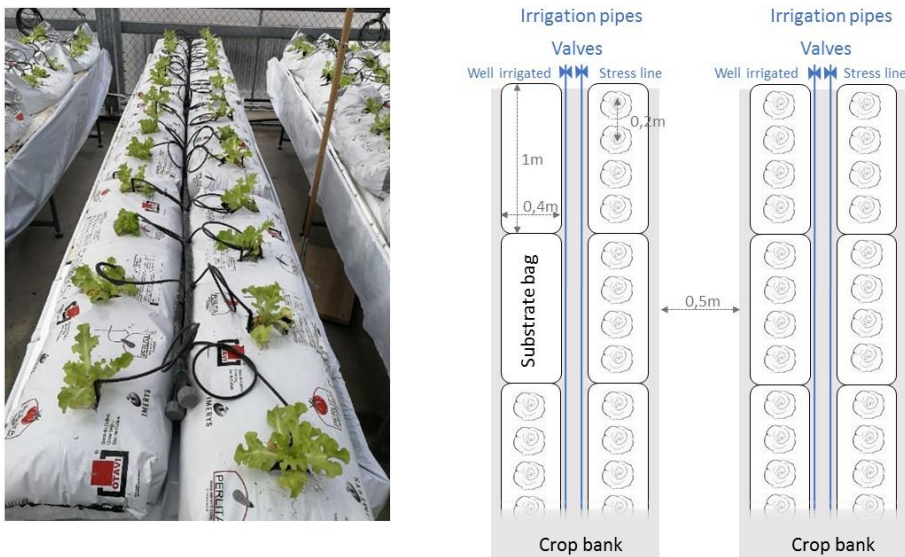 PERLITA
IMERYS
OTAVI
PERLITA
Irrigation pipes
Valves
Well irrigated
Stress line
0,2m
1m
0,4m
Substrate bag
0,5m
Crop bank
Irrigation pipes
Valves
Well irrigated
Stress line
Crop bank